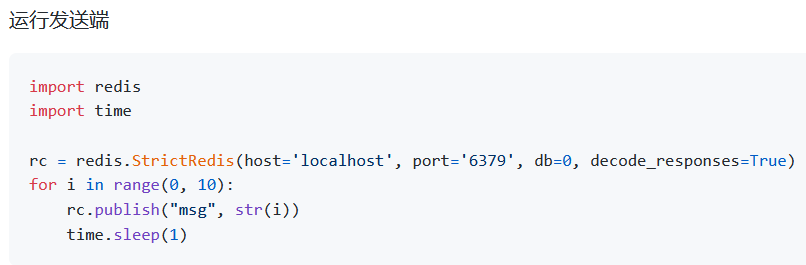 运行发送端
import redis
import time
rc = redis.StrictRedis(host='localhost', port='6379', db=0, decode_responses=True)
for i in range(0, 10):
    rc.publish("msg", str(i))
    time.sleep(1)